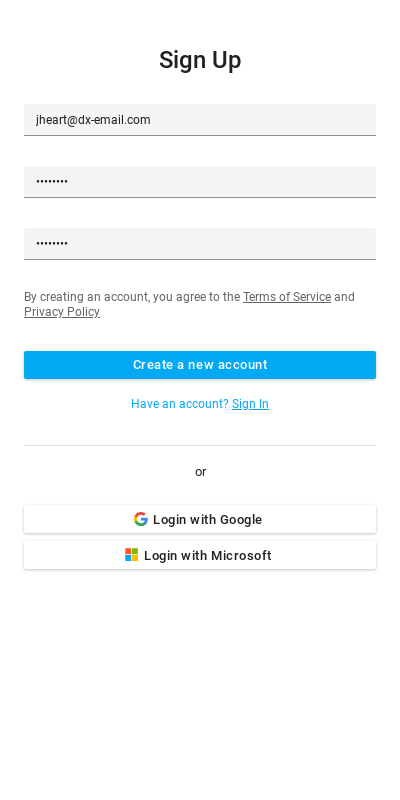 Sign Up
jheart@dx-email.com
••••••••
••••••••
By creating an account, you agree to the Terms of Service and
Privacy Policy
Create a new account
Have an account? Sign In
or
Login with Google
Login with Microsoft